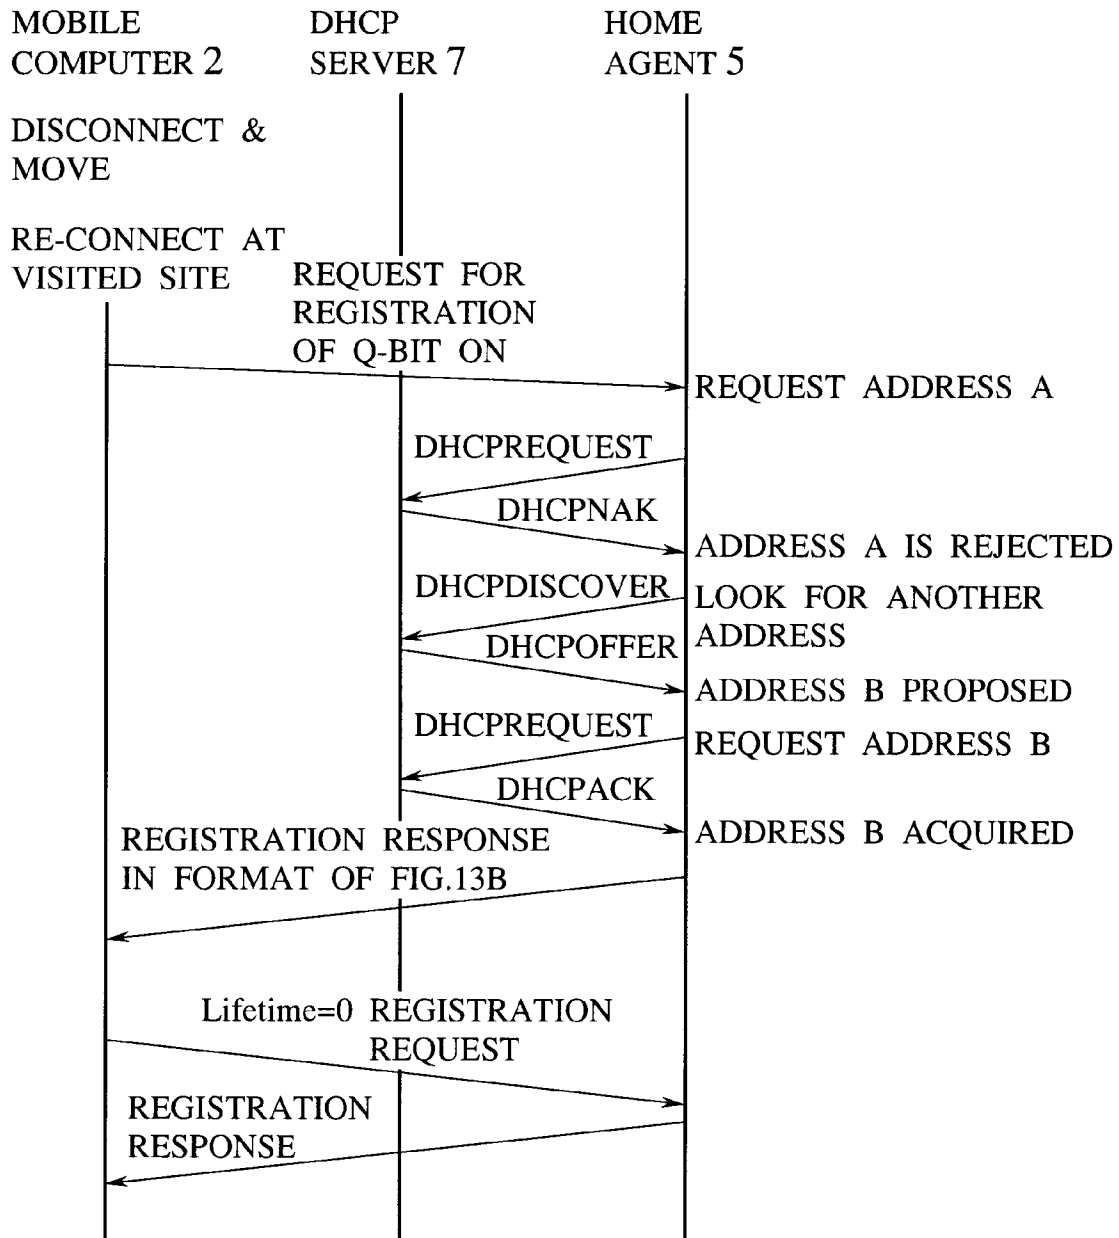 MOBILE
COMPUTER 2
DHCP
SERVER 7
HOME
AGENT 5
DISCONNECT &
MOVE
RE-CONNECT AT
VISITED SITE
REQUEST FOR
REGISTRATION
OF Q-BIT ON
REQUEST ADDRESS A
DHCPREQUEST
DHCPNAK
ADDRESS A IS REJECTED
DHCPDISCOVER
LOOK FOR ANOTHER
ADDRESS
DHCPOFFER
ADDRESS B PROPOSED
DHCPREQUEST
REQUEST ADDRESS B
DHCPACK
ADDRESS B ACQUIRED
REGISTRATION RESPONSE
IN FORMAT OF FIG.13B
Lifetime=0 REGISTRATION
REQUEST
REGISTRATION
RESPONSE